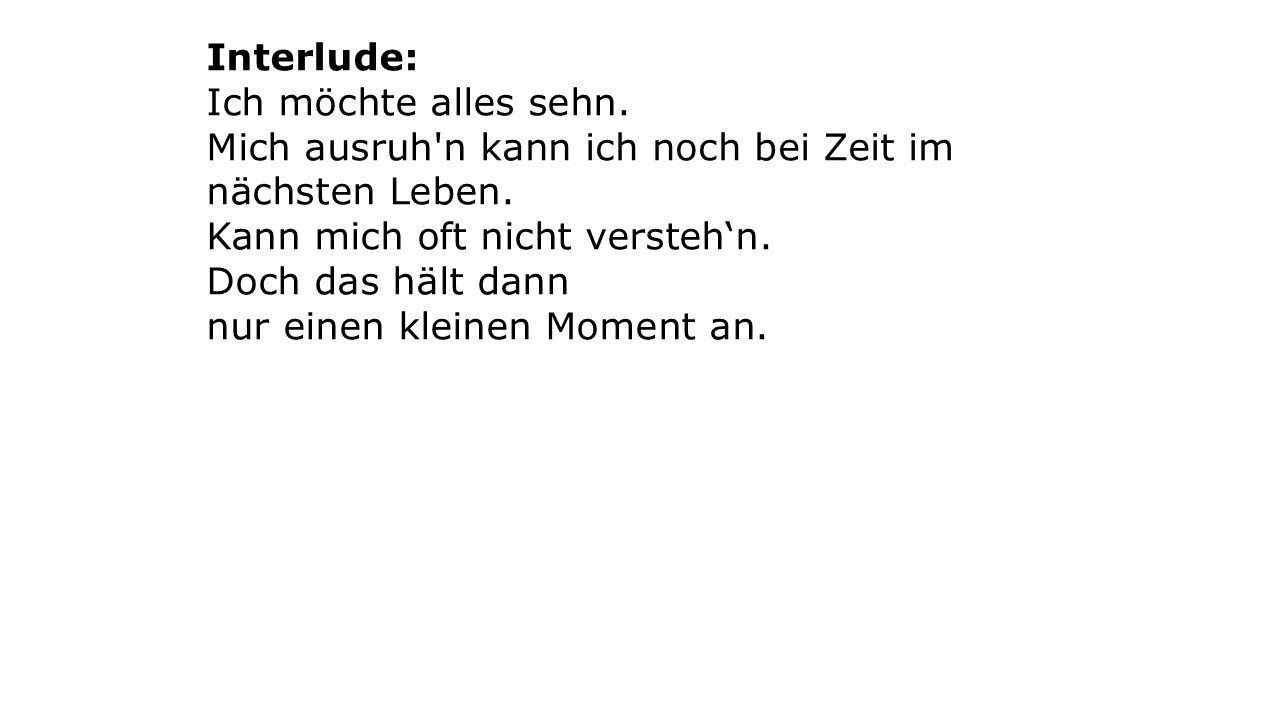 Interlude:
Ich möchte alles sehn.
Mich ausruh'n kann ich noch bei Zeit im
nächsten Leben.
Kann mich oft nicht versteh‘n.
Doch das hält dann
nur einen kleinen Moment an.